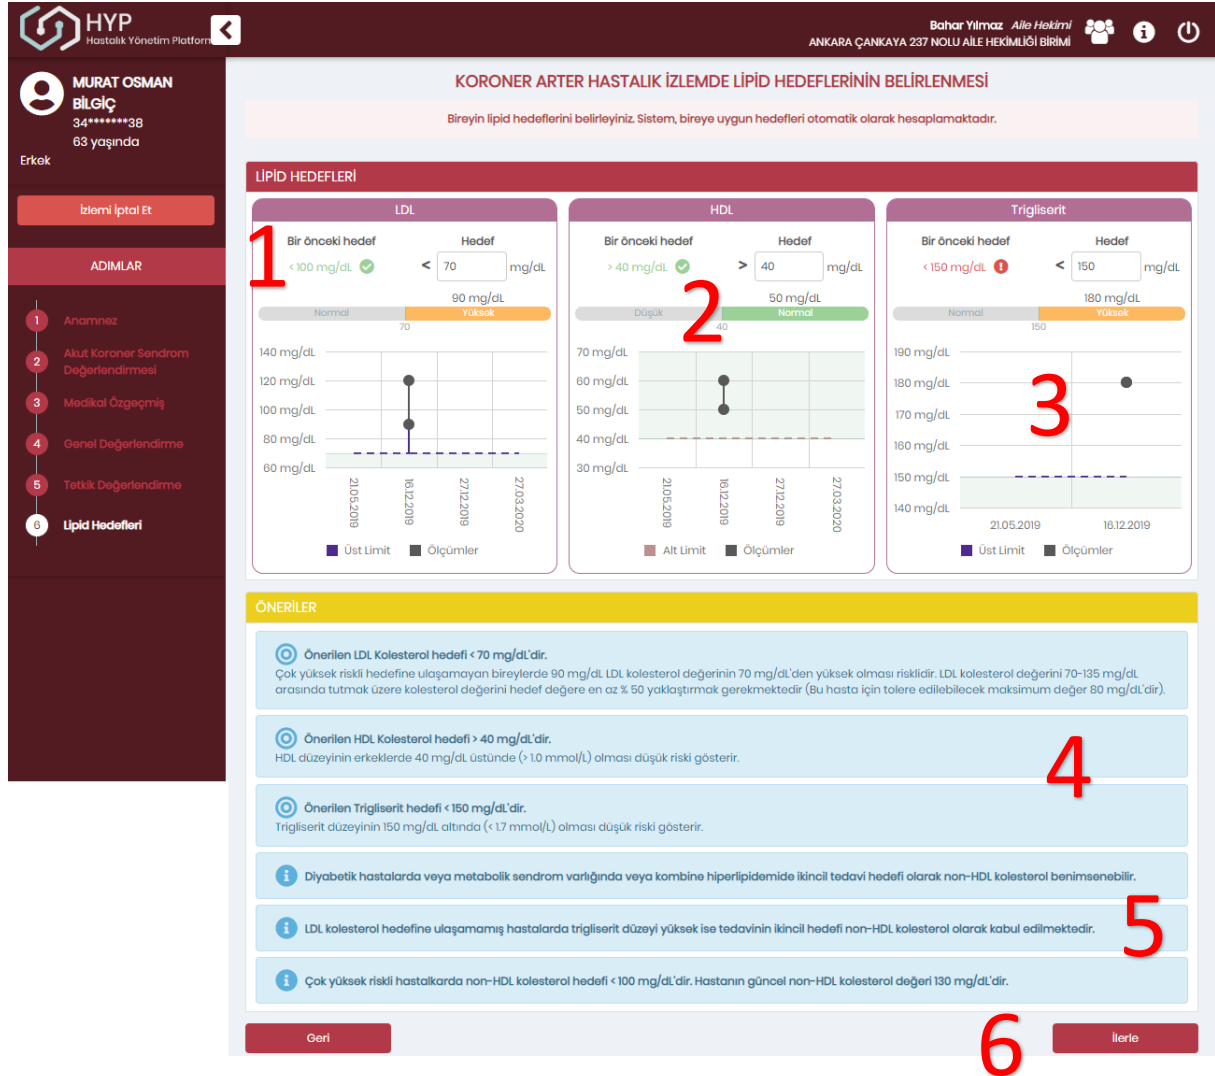 HYP
Hastalık Yönetim Platform
Bahar Yılmaz Aile Hekimi
ANKARA ÇANKAYA 237 NOLU AİLE HEKİMLİĞİ BİRİMİ
MURAT OSMAN
BİLGİÇ
34*******38
63 yaşında
Erkek
İzlemi İptal Et
ADIMLAR
1 Anamnez
2 Akut Koroner Sendrom
Değerlendirmesi
3 Medikal Özgeçmiş
4 Genel Değerlendirme
5 Tetkik Değerlendirme
6 Lipid Hedefleri
KORONER ARTER HASTALIK İZLEMDE LİPİD HEDEFLERİNİN BELİRLENMESİ
Bireyin lipid hedeflerini belirleyiniz. Sistem, bireye uygun hedefleri otomatik olarak hesaplamaktadır.
LİPİD HEDEFLERİ
LDL
1
Bir önceki hedef Hedef
<100 mg/dL < 70 mg/dL
90 mg/dL
Normal Yüksek
70
140 mg/dL
120 mg/dL
100 mg/dL
80 mg/dL
60 mg/dL
21.05.2019 16.12.2019 27.12.2019 27.03.2020
Üst Limit Ölçümler
HDL
Bir önceki hedef Hedef
>40 mg/dL > 40 mg/dL
2
50 mg/dL
Düşük Normal
40
70 mg/dL
60 mg/dL
50 mg/dL
40 mg/dL
30 mg/dL
21.05.2019 16.12.2019 27.12.2019 27.03.2020
Alt Limit Ölçümler
Trigliserit
Bir önceki hedef Hedef
<150 mg/dL < 150 mg/dL
180 mg/dL
Normal Yüksek
150
3
190 mg/dL
180 mg/dL
170 mg/dL
160 mg/dL
150 mg/dL
140 mg/dL
21.05.2019 16.12.2019
Üst Limit Ölçümler
ÖNERİLER
Önerilen LDL Kolesterol hedefi < 70 mg/dL'dir.
Çok yüksek riskli hedefine ulaşamayan bireylerde 90 mg/dL LDL kolesterol değerinin 70 mg/dL'den yüksek olması risklidir. LDL kolesterol değerini 70-135 mg/dL
arasında tutmak üzere kolesterol değerini hedef değere en az % 50 yaklaştırmak gerekmektedir (Bu hasta için tolere edilebilecek maksimum değer 80 mg/dL'dir).
Önerilen HDL Kolesterol hedefi > 40 mg/dL'dir.
HDL düzeyinin erkeklerde 40 mg/dL üstünde (> 1.0 mmol/L) olması düşük riski gösterir.
4
Önerilen Trigliserit hedefi < 150 mg/dL'dir.
Trigliserit düzeyinin 150 mg/dL altında (< 1.7 mmol/L) olması düşük riski gösterir.
Diyabetik hastalarda veya metabolik sendrom varlığında veya kombine hiperlipidemide ikincil tedavi hedefi olarak non-HDL kolesterol benimsenebilir.
5
LDL kolesterol hedefine ulaşamamış hastalarda trigliserit düzeyi yüksek ise tedavinin ikincil hedefi non-HDL kolesterol olarak kabul edilmektedir.
Çok yüksek riskli hastalkarda non-HDL kolesterol hedefi < 100 mg/dL'dir. Hastanın güncel non-HDL kolesterol değeri 130 mg/dL'dir.
Geri
6
İlerle